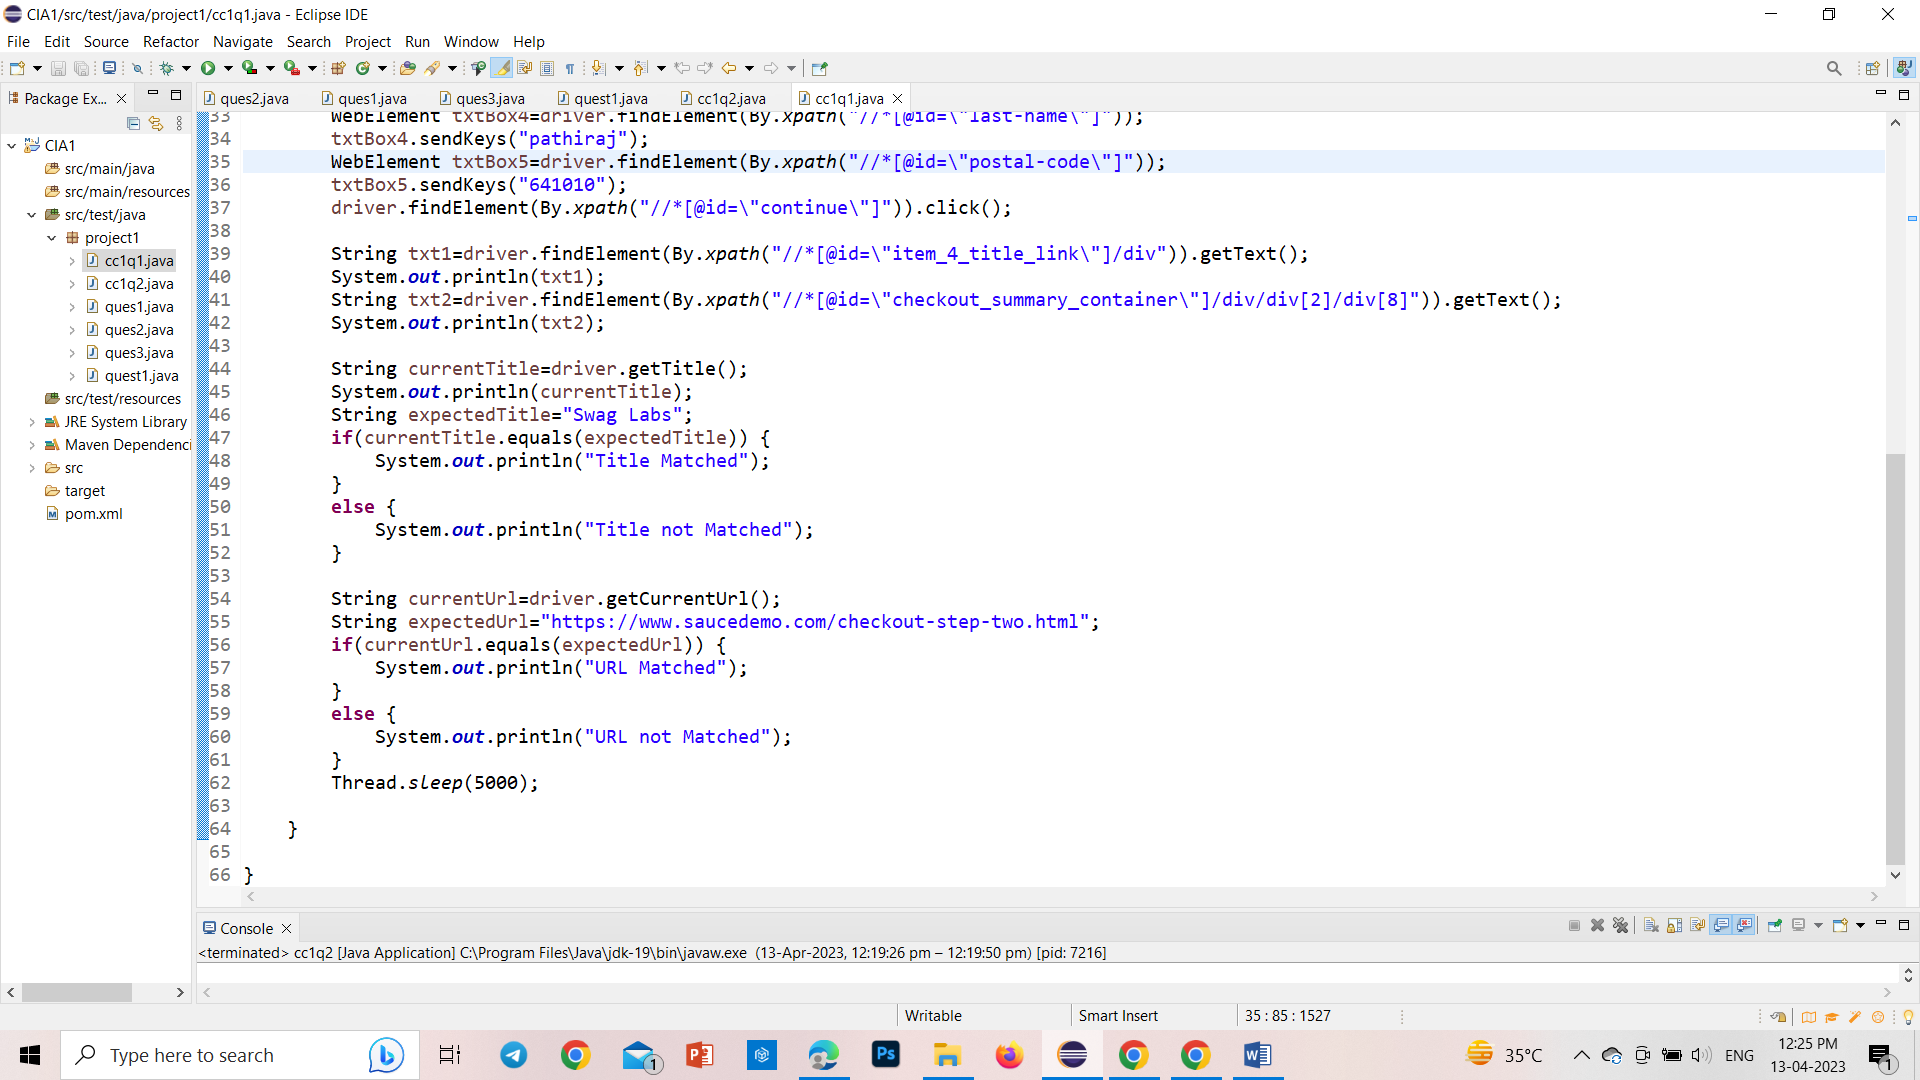 CIA1/src/test/java/project1/cc1q1.java - Eclipse IDE
File Edit Source Refactor Navigate Search Project Run Window Help
Package Ex...
ques2.java ques1.java ques3.java quest1.java cc1q2.java cc1q1.java
CIA1
src/main/java
src/main/resources
src/test/java
project1
cc1q1.java
cc1q2.java
ques1.java
ques2.java
ques3.java
quest1.java
src/test/resources
JRE System Library
Maven Dependenci
src
target
pom.xml
33 WebElement txtBox4=driver.findElement(By.xpath("//*[@id=\"last-name\"]"));
34 txtBox4.sendKeys("pathiraj");
35 WebElement txtBox5=driver.findElement(By.xpath("//*[@id=\"postal-code\"]"));
36 txtBox5.sendKeys("641010");
37 driver.findElement(By.xpath("//*[@id=\"continue\"]")).click();
38
39 String txt1=driver.findElement(By.xpath("//*[@id=\"item_4_title_link\"]/div")).getText();
40 System.out.println(txt1);
41 String txt2=driver.findElement(By.xpath("//*[@id=\"checkout_summary_container\"]/div/div[2]/div[8]")).getText();
42 System.out.println(txt2);
43
44 String currentTitle=driver.getTitle();
45 System.out.println(currentTitle);
46 String expectedTitle="Swag Labs";
47 if(currentTitle.equals(expectedTitle)) {
48 System.out.println("Title Matched");
49 }
50 else {
51 System.out.println("Title not Matched");
52 }
53
54 String currentUrl=driver.getCurrentUrl();
55 String expectedUrl="https://www.saucedemo.com/checkout-step-two.html";
56 if(currentUrl.equals(expectedUrl)) {
57 System.out.println("URL Matched");
58 }
59 else {
60 System.out.println("URL not Matched");
61 }
62 Thread.sleep(5000);
63
64 }
65
66 }
Console
<terminated> cc1q2 [Java Application] C:\Program Files\Java\jdk-19\bin\javaw.exe (13-Apr-2023, 12:19:26 pm – 12:19:50 pm) [pid: 7216]
Writable Smart Insert 35 : 85 : 1527
Type here to search
1
Ps
35°C
ENG
12:25 PM
13-04-2023
1